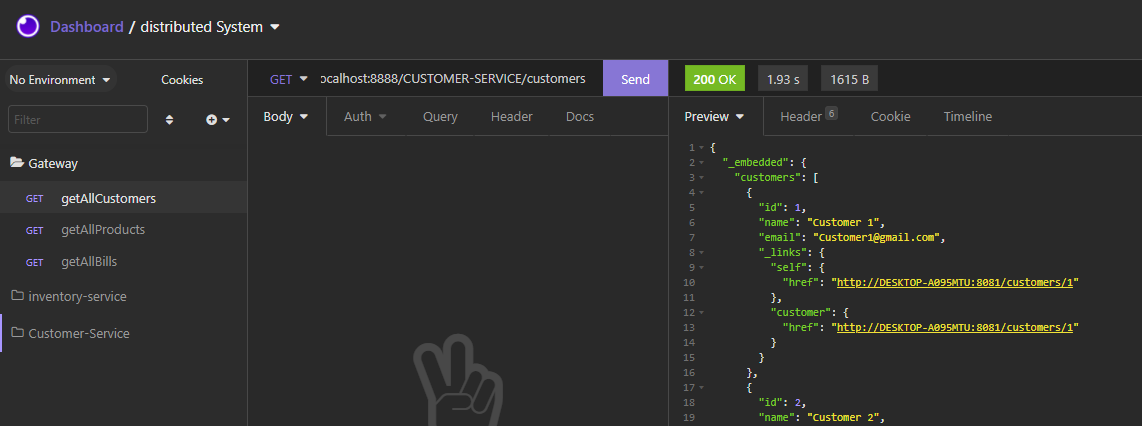 Dashboard / distributed System
No Environment Cookies
GET ocalhost:8888/CUSTOMER-SERVICE/customers Send
200 OK 1.93 s 1615 B
Filter
Body Auth Query Header Docs
Preview Header 6 Cookie Timeline
Gateway
GET getAllCustomers
GET getAllProducts
GET getAllBills
inventory-service
Customer-Service
1 {
2 "_embedded": {
3 "customers": [
4 {
5 "id": 1,
6 "name": "Customer 1",
7 "email": "Customer1@gmail.com",
8 "_links": {
9 "self": {
10 "href": "http://DESKTOP-A095MTU:8081/customers/1"
11 },
12 "customer": {
13 "href": "http://DESKTOP-A095MTU:8081/customers/1"
14 }
15 }
16 },
17 {
18 "id": 2,
19 "name": "Customer 2",